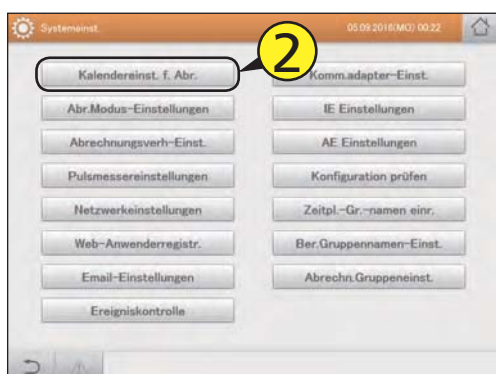 Systemeinst.
05.09.2016(MO) 00:22
2
Kalendereinst. f. Abr.
Abr.Modus-Einstellungen
Abrechnungsverh-Einst.
Pulsmessereinstellungen
Netzwerkeinstellungen
Web-Anwenderregistr.
Email-Einstellungen
Ereigniskontrolle
Komm.adapter-Einst.
IE Einstellungen
AE Einstellungen
Konfiguration prüfen
Zeitpl.-Gr.-namen einr.
Ber.Gruppennamen-Einst.
Abrechn.Gruppeneinst.